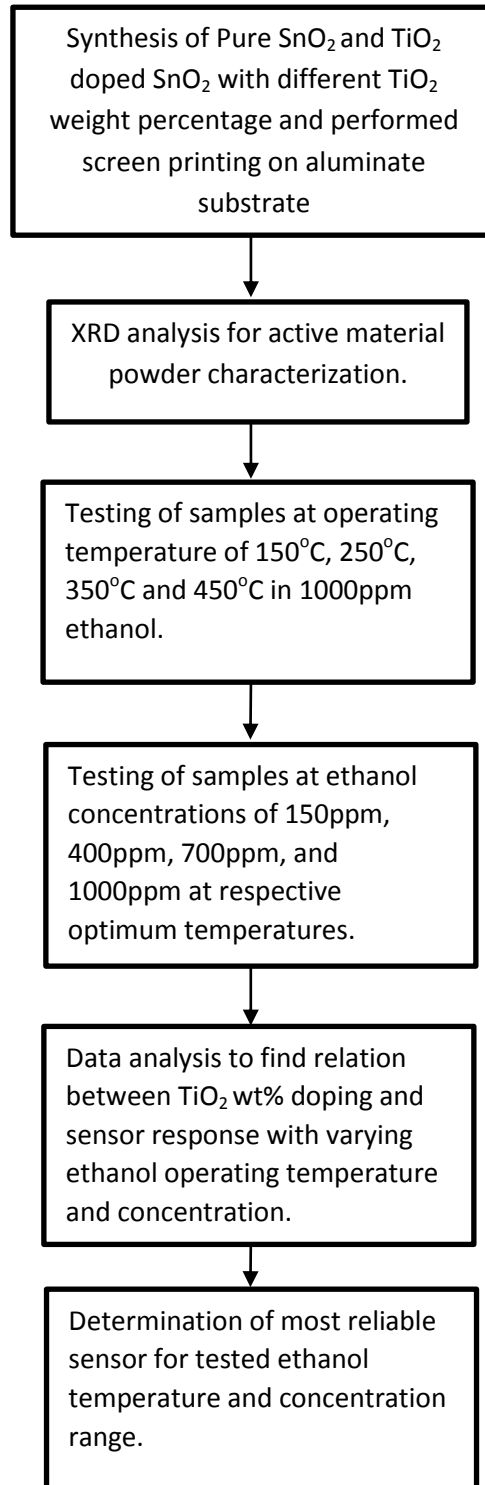 Synthesis of Pure SnO₂ and TiO₂
doped SnO₂ with different TiO₂
weight percentage and performed
screen printing on aluminate
substrate
XRD analysis for active material
powder characterization.
Testing of samples at operating
temperature of 150°C, 250°C,
350°C and 450°C in 1000ppm
ethanol.
Testing of samples at ethanol
concentrations of 150ppm,
400ppm, 700ppm, and
1000ppm at respective
optimum temperatures.
Data analysis to find relation
between TiO₂ wt% doping and
sensor response with varying
ethanol operating temperature
and concentration.
Determination of most reliable
sensor for tested ethanol
temperature and concentration
range.